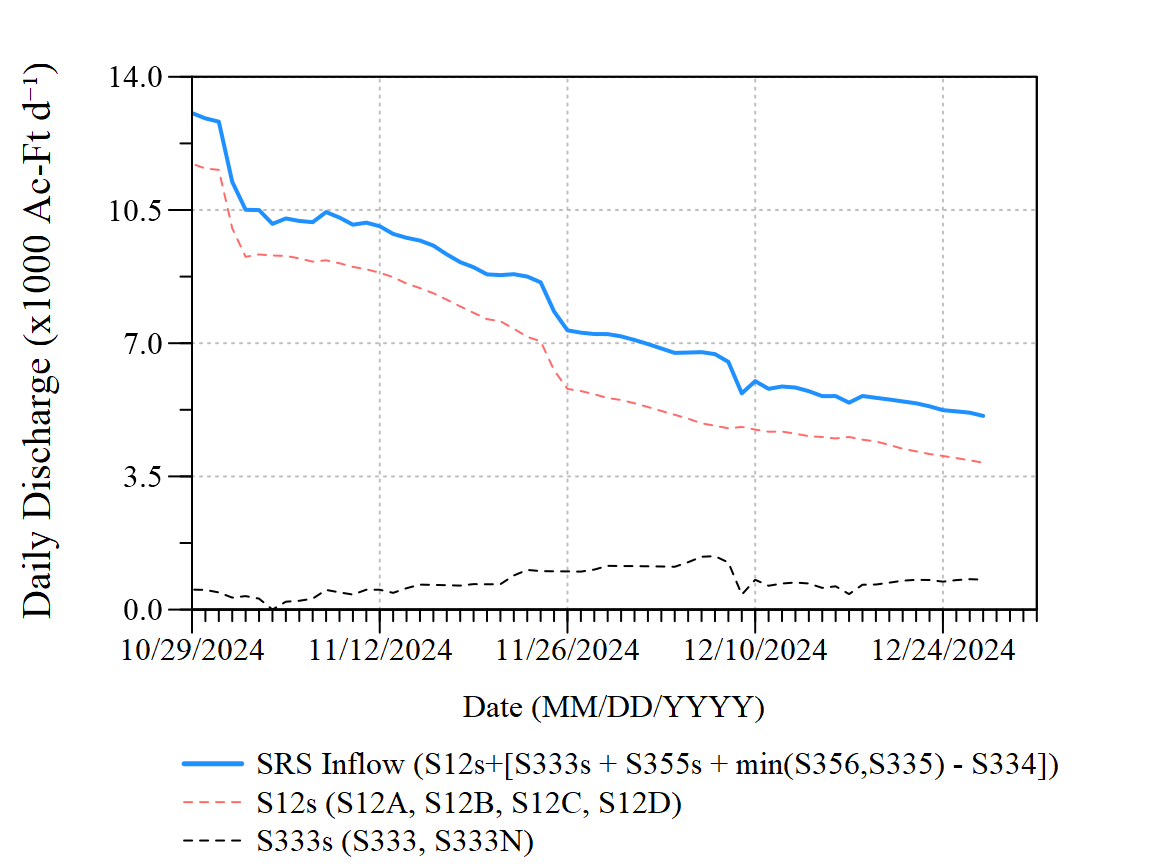 Daily Discharge (x1000 Ac-Ft d⁻¹)
14.0
10.5
7.0
3.5
0.0
10/29/2024 11/12/2024 11/26/2024 12/10/2024 12/24/2024
Date (MM/DD/YYYY)
SRS Inflow (S12s+[S333s + S355s + min(S356,S335) - S334])
S12s (S12A, S12B, S12C, S12D)
S333s (S333, S333N)